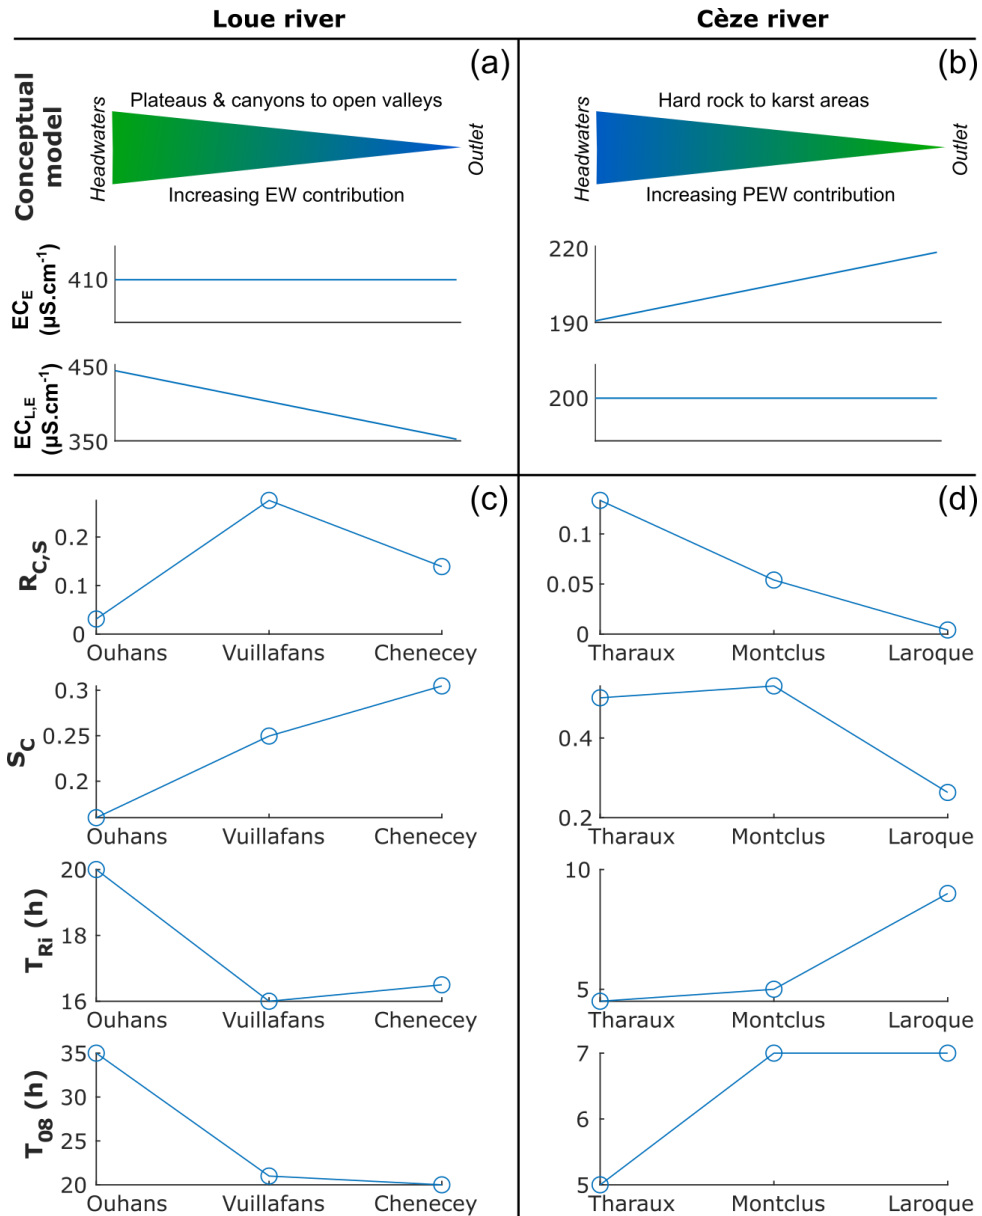 Loue river
Cèze river
Conceptual
model
(a)
Plateaus & canyons to open valleys
Headwaters
Outlet
Increasing EW contribution
(b)
Hard rock to karst areas
Headwaters
Outlet
Increasing PEW contribution
EC_E
(µS.cm⁻¹)
410
220
190
EC_L,E
(µS.cm⁻¹)
450
350
200
(c)
R_C,S
0.2
0.1
0
Ouhans Vuillafans Chenecey
(d)
0.1
0.05
0
Tharaux Montclus Laroque
S_C
0.3
0.25
0.2
Ouhans Vuillafans Chenecey
0.4
0.2
Tharaux Montclus Laroque
T_Ri (h)
20
18
16
Ouhans Vuillafans Chenecey
10
5
Tharaux Montclus Laroque
T_08 (h)
35
30
25
20
Ouhans Vuillafans Chenecey
7
6
5
Tharaux Montclus Laroque